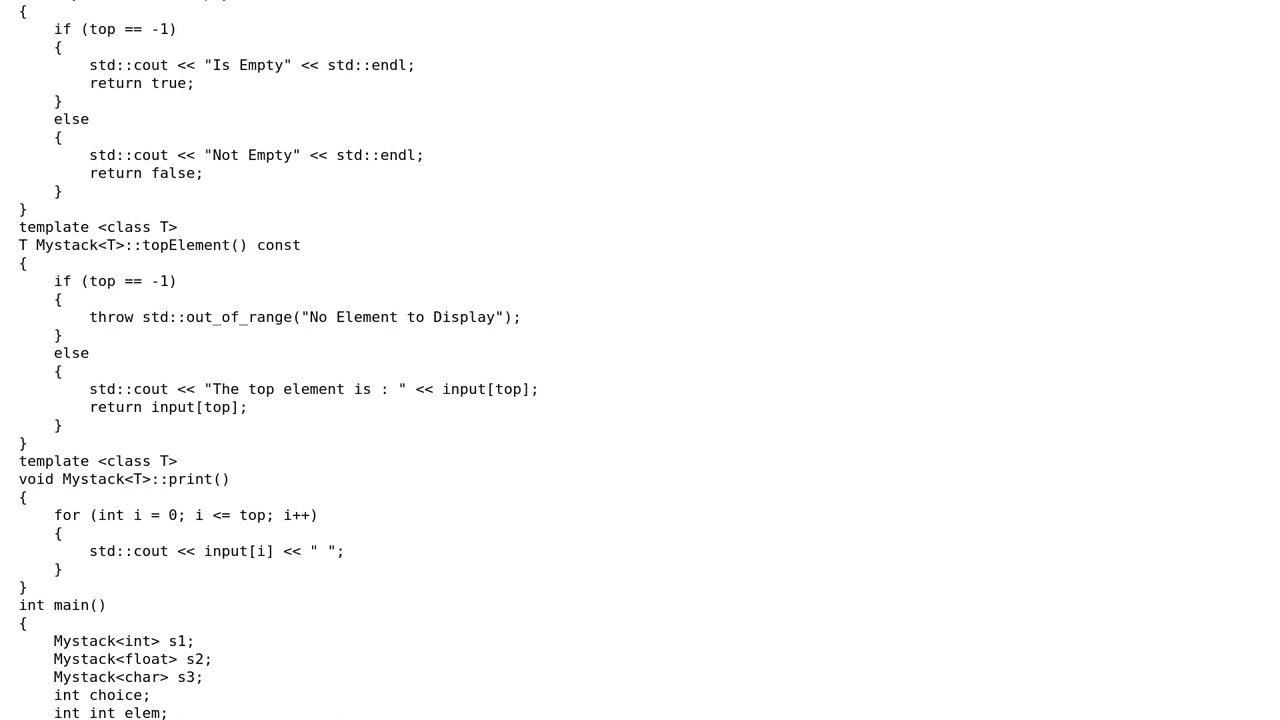 {
    if (top == -1)
    {
        std::cout << "Is Empty" << std::endl;
        return true;
    }
    else
    {
        std::cout << "Not Empty" << std::endl;
        return false;
    }
}
template <class T>
T Mystack<T>::topElement() const
{
    if (top == -1)
    {
        throw std::out_of_range("No Element to Display");
    }
    else
    {
        std::cout << "The top element is : " << input[top];
        return input[top];
    }
}
template <class T>
void Mystack<T>::print()
{
    for (int i = 0; i <= top; i++)
    {
        std::cout << input[i] << " ";
    }
}
int main()
{
    Mystack<int> s1;
    Mystack<float> s2;
    Mystack<char> s3;
    int choice;
    int int elem;